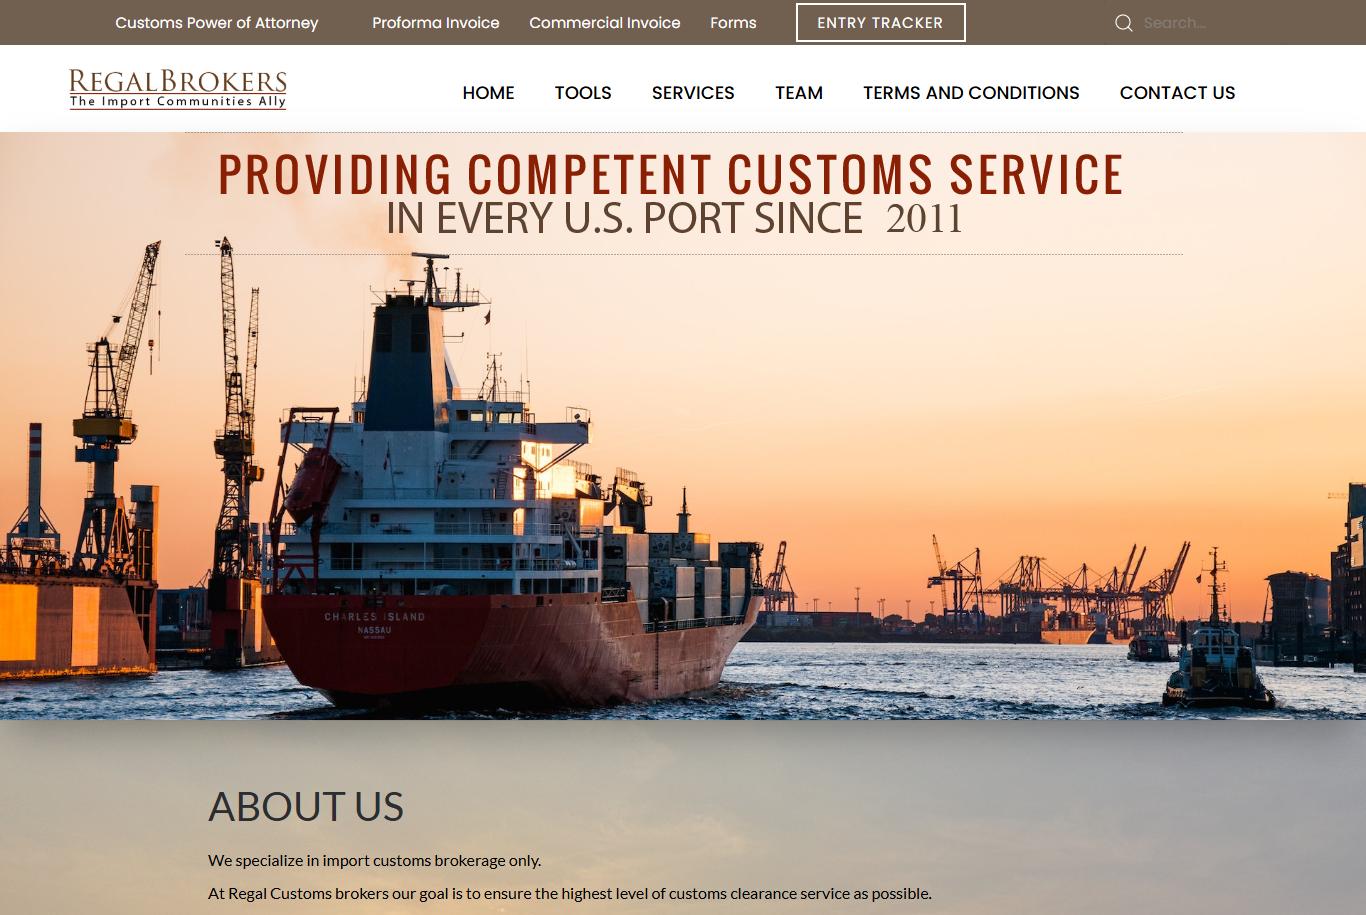 Customs Power of Attorney Proforma Invoice Commercial Invoice Forms ENTRY TRACKER Search...
REGALBROKERS
The Import Communities Ally
HOME TOOLS SERVICES TEAM TERMS AND CONDITIONS CONTACT US
PROVIDING COMPETENT CUSTOMS SERVICE
IN EVERY U.S. PORT SINCE 2011
CHARLES ISLAND
NASSAU
ABOUT US
We specialize in import customs brokerage only.
At Regal Customs brokers our goal is to ensure the highest level of customs clearance service as possible.